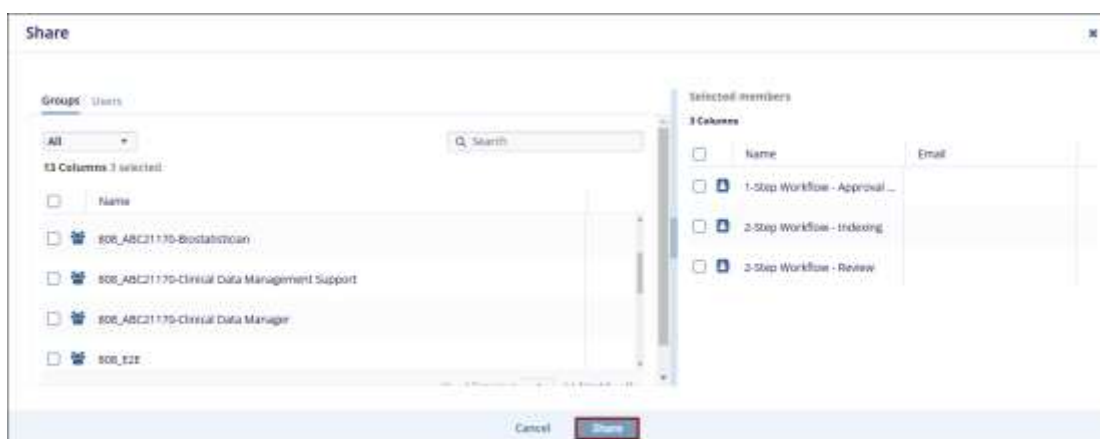 Share
Groups Users
All
Search
13 Columns 3 selected
Name
808_ABC21170-Biostatistican
808_ABC21170-Clinical Data Management Support
808_ABC21170-Clinical Data Manager
808_E2E
Selected members
3 Columns
Name Email
1-Step Workflow - Approval ...
2-Step Workflow - Indexing
2-Step Workflow - Review
Cancel Share